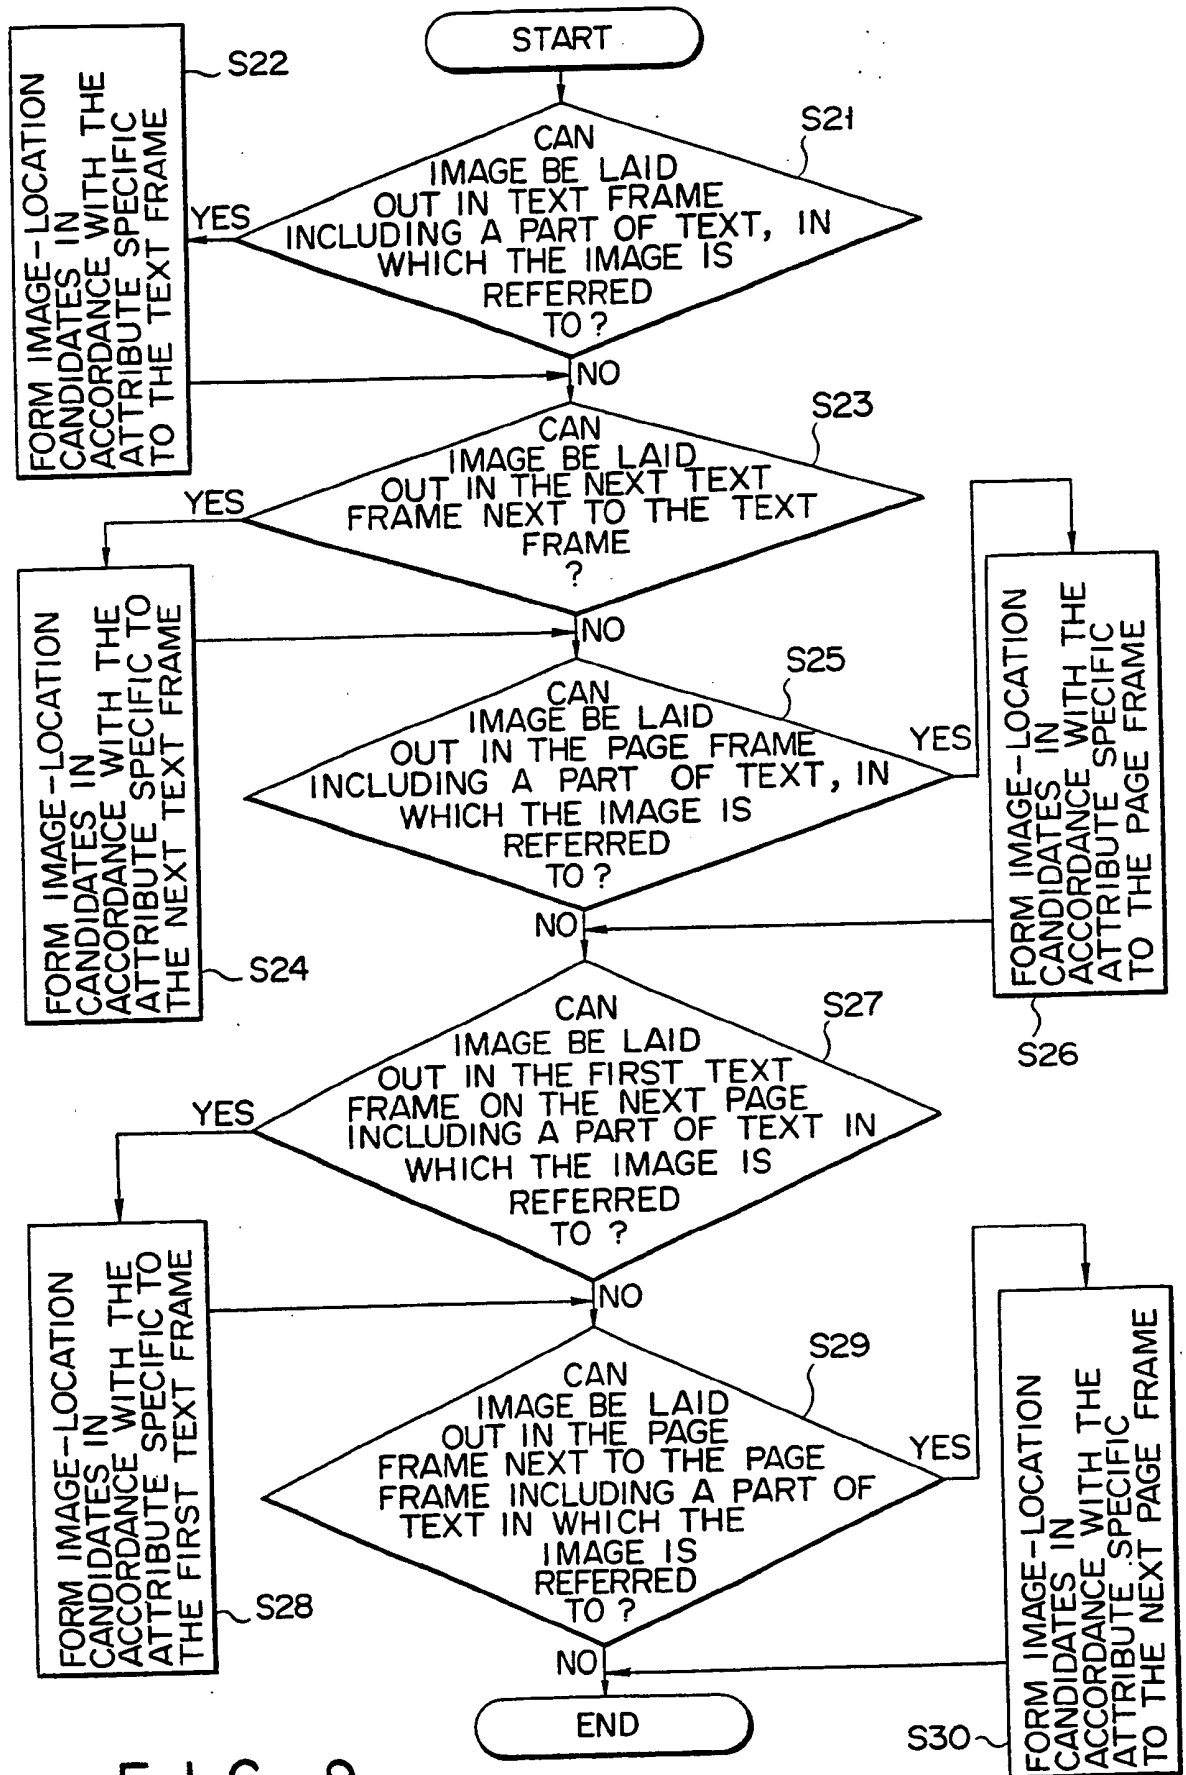 START
S21
CAN
IMAGE BE LAID
OUT IN TEXT FRAME
INCLUDING A PART OF TEXT, IN
WHICH THE IMAGE IS
REFERRED
TO?
YES
NO
S22
FORM IMAGE-LOCATION
CANDIDATES IN
ACCORDANCE WITH THE
ATTRIBUTE SPECIFIC
TO THE TEXT FRAME
S23
CAN
IMAGE BE LAID
OUT IN THE NEXT TEXT
FRAME NEXT TO THE TEXT
FRAME
?
YES
NO
FORM IMAGE-LOCATION
CANDIDATES IN
ACCORDANCE WITH THE
ATTRIBUTE SPECIFIC TO
THE NEXT TEXT FRAME
S24
S25
CAN
IMAGE BE LAID
OUT IN THE PAGE FRAME
INCLUDING A PART OF TEXT, IN
WHICH THE IMAGE IS
REFERRED
TO?
YES
NO
FORM IMAGE-LOCATION
CANDIDATES IN
ACCORDANCE WITH THE
ATTRIBUTE SPECIFIC
TO THE PAGE FRAME
S26
S27
CAN
IMAGE BE LAID
OUT IN THE FIRST TEXT
FRAME ON THE NEXT PAGE
INCLUDING A PART OF TEXT IN
WHICH THE IMAGE IS
REFERRED
TO ?
YES
NO
FORM IMAGE-LOCATION
CANDIDATES IN
ACCORDANCE WITH THE
ATTRIBUTE SPECIFIC TO
THE FIRST TEXT FRAME
S28
S29
CAN
IMAGE BE LAID
OUT IN THE PAGE
FRAME NEXT TO THE PAGE
FRAME INCLUDING A PART OF
TEXT IN WHICH THE
IMAGE IS
REFERRED
TO ?
YES
NO
FORM IMAGE-LOCATION
CANDIDATES IN
ACCORDANCE WITH THE
ATTRIBUTE SPECIFIC
TO THE NEXT PAGE FRAME
S30
END